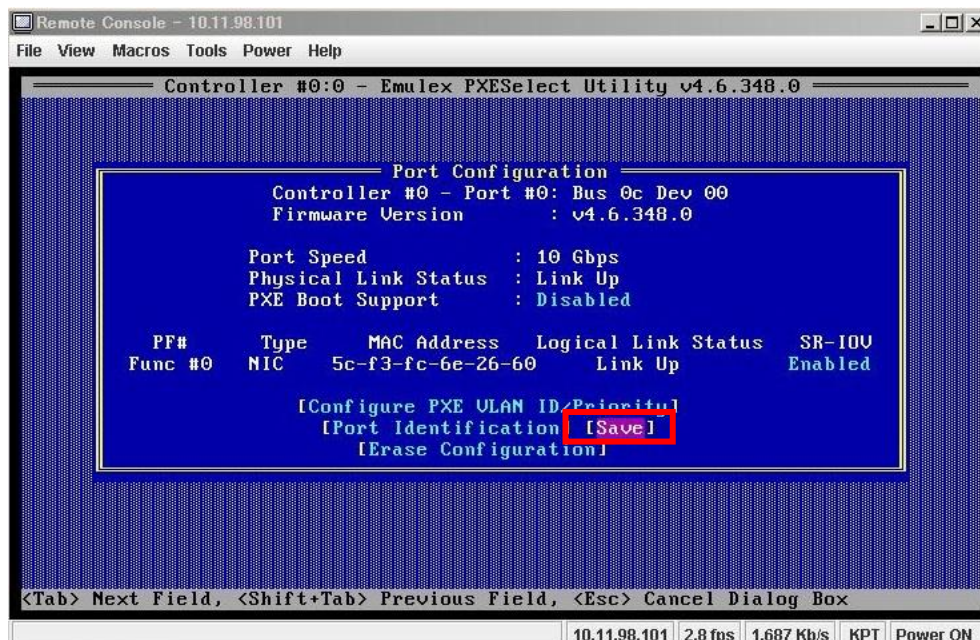 Remote Console - 10.11.98.101
File View Macros Tools Power Help
Controller #0:0 - Emulex PXESelect Utility v4.6.348.0
Port Configuration
Controller #0 - Port #0: Bus 0c Dev 00
Firmware Version : v4.6.348.0
Port Speed : 10 Gbps
Physical Link Status : Link Up
PXE Boot Support : Disabled
PF# Type MAC Address Logical Link Status SR-IOV
Func #0 NIC 5c-f3-fc-6e-26-60 Link Up Enabled
[Configure PXE VLAN ID/Priority]
[Port Identification] [Save]
[Erase Configuration]
<Tab> Next Field, <Shift+Tab> Previous Field, <Esc> Cancel Dialog Box
10.11.98.101 2.8 fps 1.687 Kb/s KPT Power ON